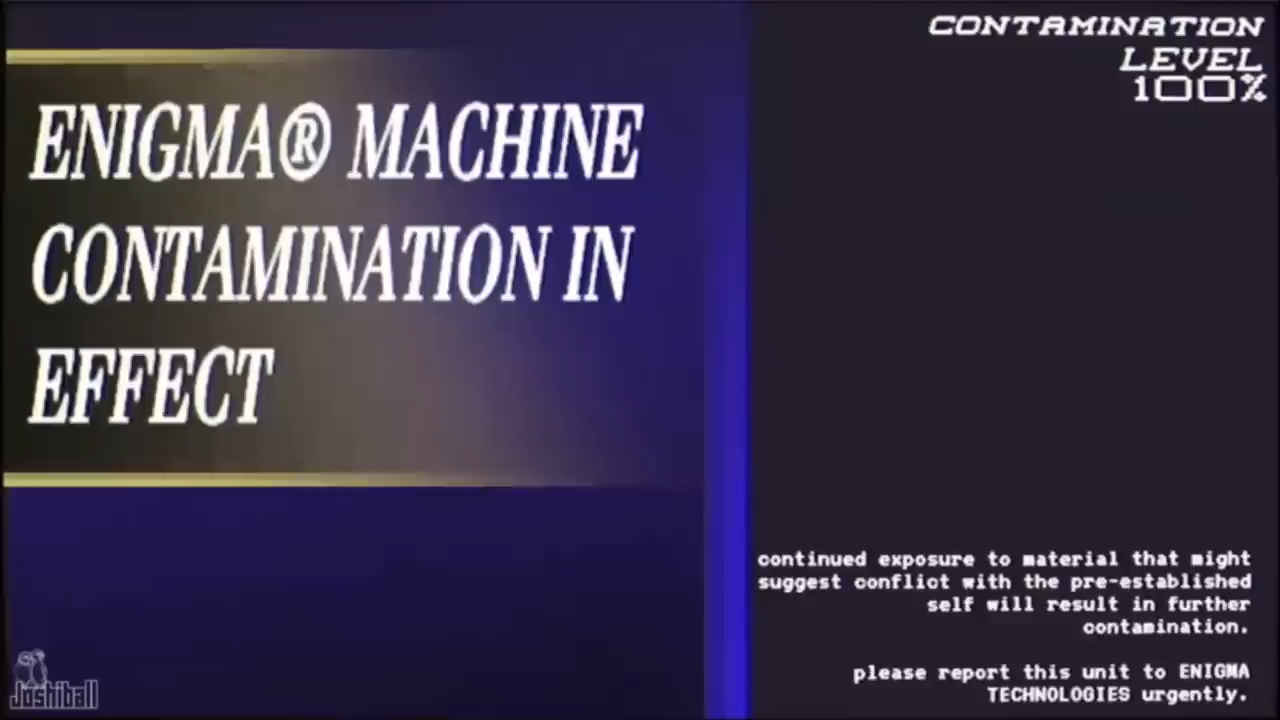 CONTAMINATION
LEVEL
100%
ENIGMA® MACHINE
CONTAMINATION IN
EFFECT
continued exposure to material that might
suggest conflict with the pre-established
self will result in further
contamination.
please report this unit to ENIGMA
TECHNOLOGIES urgently.
Joshiball